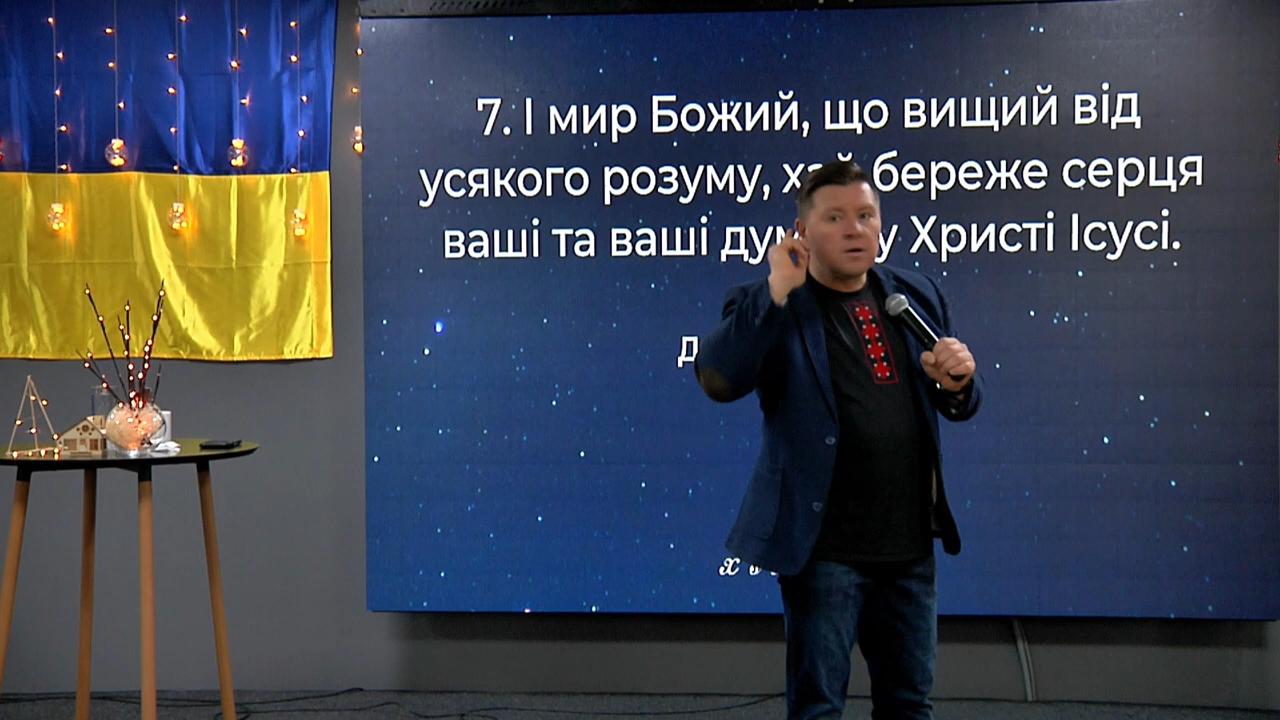 7. І мир Божий, що вищий від
усякого розуму, береже серця
ваші та ваші у Христі Ісусі.